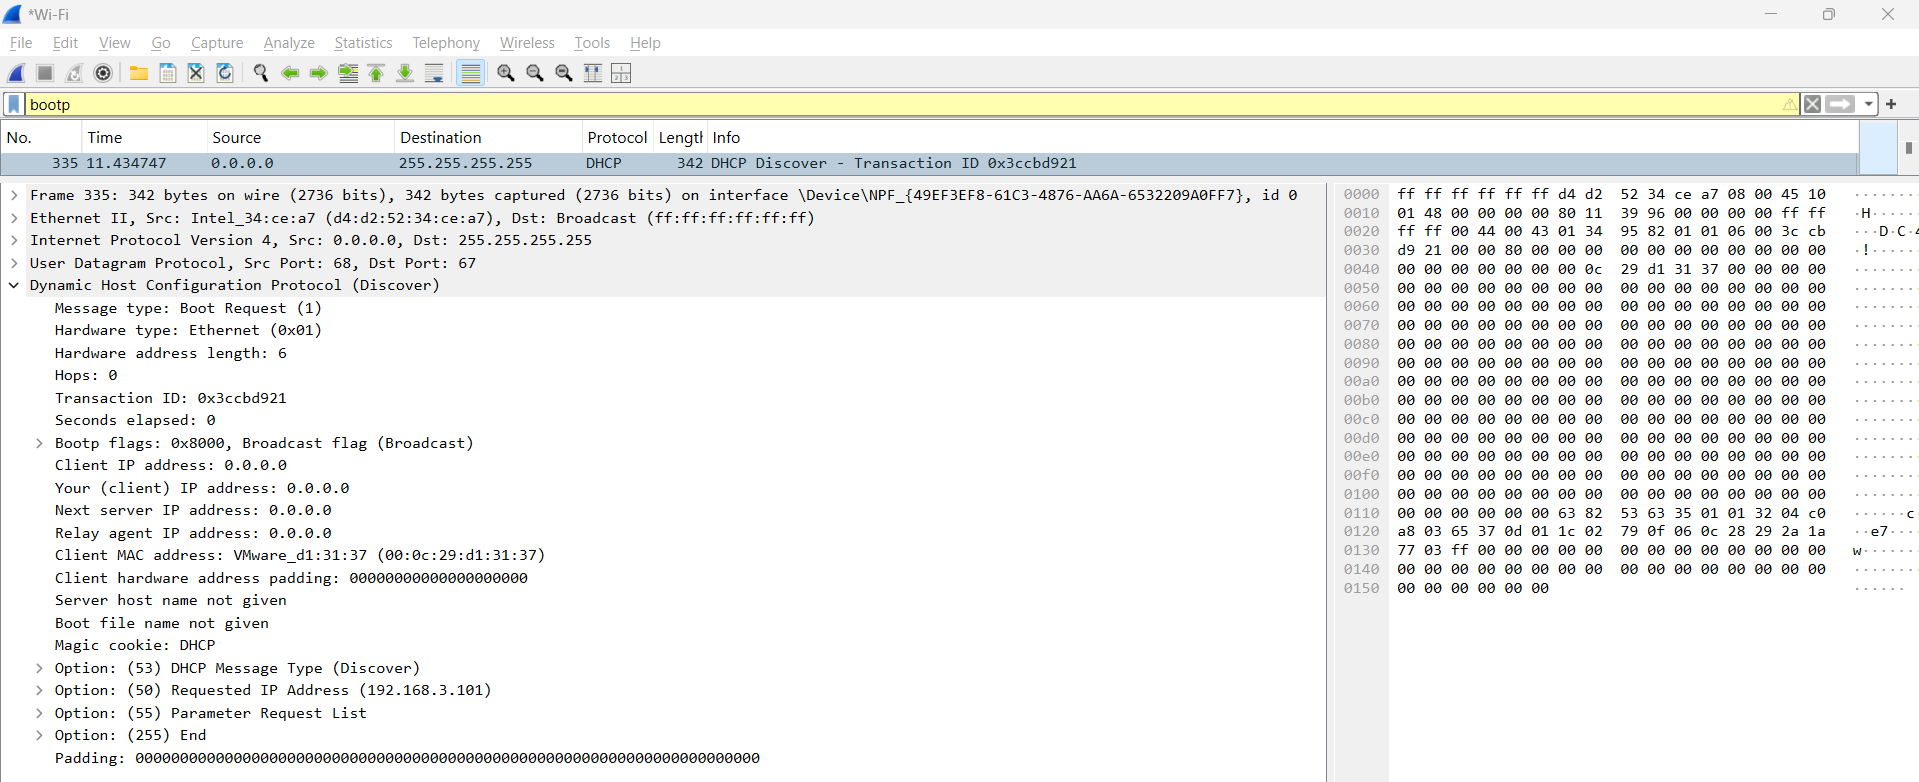 *Wi-Fi
File Edit View Go Capture Analyze Statistics Telephony Wireless Tools Help
bootp
No. Time Source Destination Protocol Lengtł Info
335 11.434747 0.0.0.0 255.255.255.255 DHCP 342 DHCP Discover - Transaction ID 0x3ccbd921
Frame 335: 342 bytes on wire (2736 bits), 342 bytes captured (2736 bits) on interface \Device\NPF_{49EF3EF8-61C3-4876-AA6A-6532209A0FF7}, id 0
Ethernet II, Src: Intel_34:ce:a7 (d4:d2:52:34:ce:a7), Dst: Broadcast (ff:ff:ff:ff:ff:ff)
Internet Protocol Version 4, Src: 0.0.0.0, Dst: 255.255.255.255
User Datagram Protocol, Src Port: 68, Dst Port: 67
Dynamic Host Configuration Protocol (Discover)
Message type: Boot Request (1)
Hardware type: Ethernet (0x01)
Hardware address length: 6
Hops: 0
Transaction ID: 0x3ccbd921
Seconds elapsed: 0
Bootp flags: 0x8000, Broadcast flag (Broadcast)
Client IP address: 0.0.0.0
Your (client) IP address: 0.0.0.0
Next server IP address: 0.0.0.0
Relay agent IP address: 0.0.0.0
Client MAC address: VMware_d1:31:37 (00:0c:29:d1:31:37)
Client hardware address padding: 00000000000000000000
Server host name not given
Boot file name not given
Magic cookie: DHCP
Option: (53) DHCP Message Type (Discover)
Option: (50) Requested IP Address (192.168.3.101)
Option: (55) Parameter Request List
Option: (255) End
Padding: 0000000000000000000000000000000000000000000000000000000000000000000000
0000 ff ff ff ff ff ff d4 d2 52 34 ce a7 08 00 45 10 ········
0010 01 48 00 00 00 00 80 11 39 96 00 00 00 00 ff ff ·H······
0020 ff ff 00 44 00 43 01 34 95 82 01 01 06 00 3c cb ···D·C·4
0030 d9 21 00 00 80 00 00 00 00 00 00 00 00 00 00 00 ·!······
0040 00 00 00 00 00 00 00 0c 29 d1 31 37 00 00 00 00 ········
0050 00 00 00 00 00 00 00 00 00 00 00 00 00 00 00 00 ········
0060 00 00 00 00 00 00 00 00 00 00 00 00 00 00 00 00 ········
0070 00 00 00 00 00 00 00 00 00 00 00 00 00 00 00 00 ········
0080 00 00 00 00 00 00 00 00 00 00 00 00 00 00 00 00 ········
0090 00 00 00 00 00 00 00 00 00 00 00 00 00 00 00 00 ········
00a0 00 00 00 00 00 00 00 00 00 00 00 00 00 00 00 00 ········
00b0 00 00 00 00 00 00 00 00 00 00 00 00 00 00 00 00 ········
00c0 00 00 00 00 00 00 00 00 00 00 00 00 00 00 00 00 ········
00d0 00 00 00 00 00 00 00 00 00 00 00 00 00 00 00 00 ········
00e0 00 00 00 00 00 00 00 00 00 00 00 00 00 00 00 00 ········
00f0 00 00 00 00 00 00 00 00 00 00 00 00 00 00 00 00 ········
0100 00 00 00 00 00 00 00 00 00 00 00 00 00 00 00 00 ········
0110 00 00 00 00 00 00 63 82 53 63 35 01 01 32 04 c0 ······c
0120 a8 03 65 37 0d 01 1c 02 79 0f 06 0c 28 29 2a 1a ··e7····
0130 77 03 ff 00 00 00 00 00 00 00 00 00 00 00 00 00 w·······
0140 00 00 00 00 00 00 00 00 00 00 00 00 00 00 00 00 ········
0150 00 00 00 00 00 00 ······